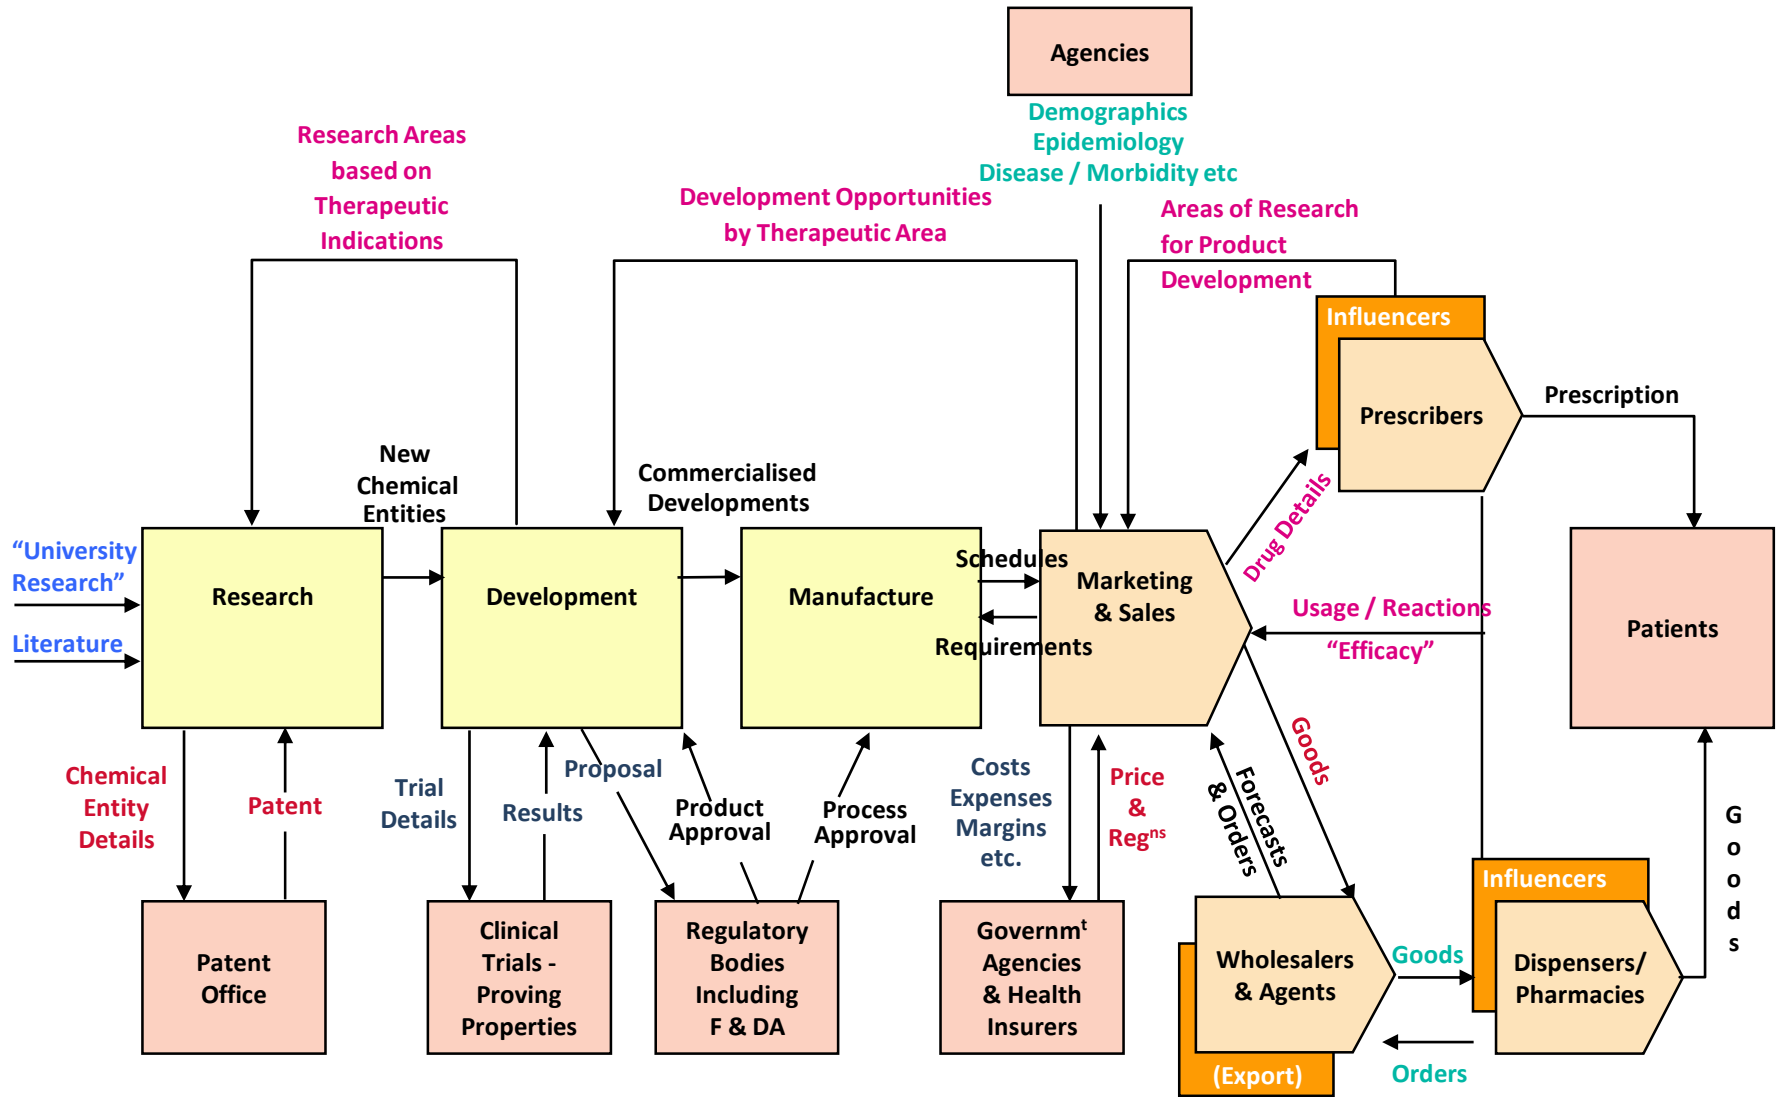 Agencies
Demographics
Epidemiology
Disease / Morbidity etc
Research Areas
based on
Therapeutic
Indications
Development Opportunities
by Therapeutic Area
Areas of Research
for Product
Development
Influencers
Prescribers
Prescription
New
Chemical
Entities
Commercialised
Developments
Drug Details
“University
Research”
Literature
Research
Development
Manufacture
Schedules
Requirements
Marketing
& Sales
Usage / Reactions
“Efficacy”
Patients
Chemical
Entity
Details
Patent
Trial
Details
Results
Proposal
Product
Approval
Process
Approval
Costs
Expenses
Margins
etc.
Price
&
Regⁿˢ
Forecasts
& Orders
Goods
Goods
Patent
Office
Clinical
Trials -
Proving
Properties
Regulatory
Bodies
Including
F & DA
Governmᵗ
Agencies
& Health
Insurers
Wholesalers
& Agents
(Export)
Goods
Orders
Influencers
Dispensers/
Pharmacies